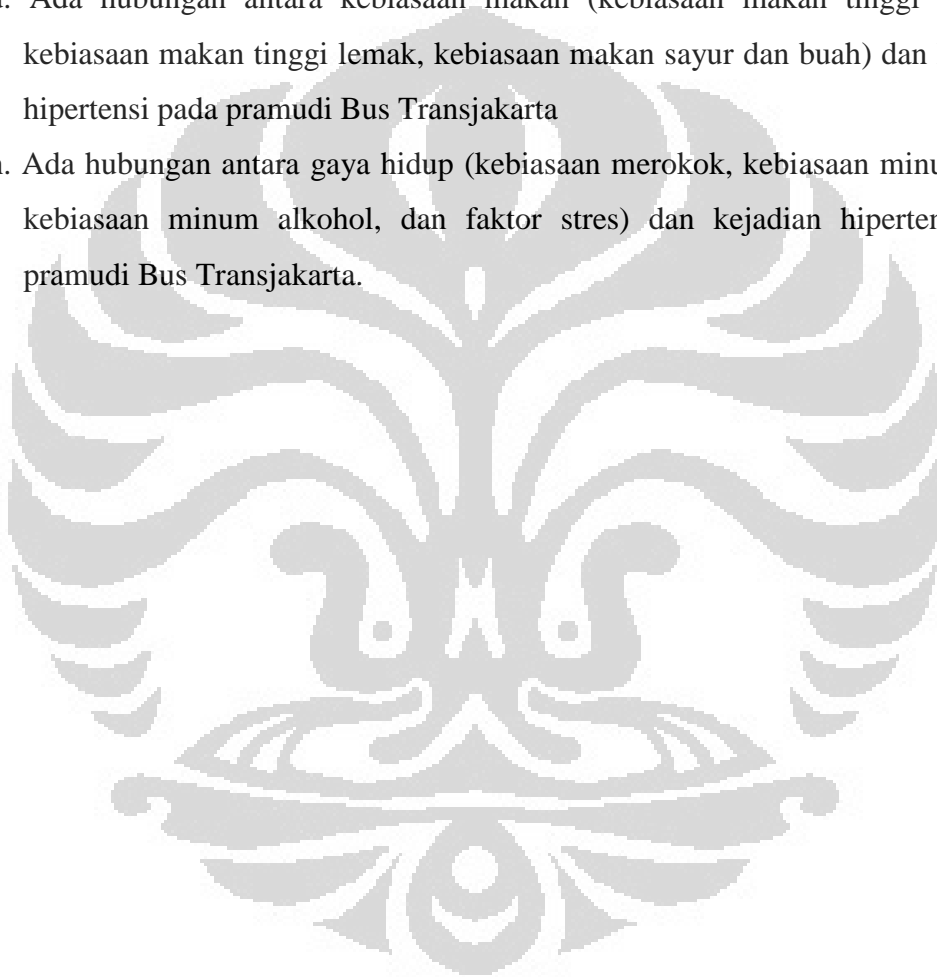 Ada hubungan antara kebiasaan makan (kebiasaan makan tinggi
kebiasaan makan tinggi lemak, kebiasaan makan sayur dan buah) dan
hipertensi pada pramudi Bus Transjakarta
Ada hubungan antara gaya hidup (kebiasaan merokok, kebiasaan
kebiasaan minum alkohol, dan faktor stres) dan kejadian
pramudi Bus Transjakarta.